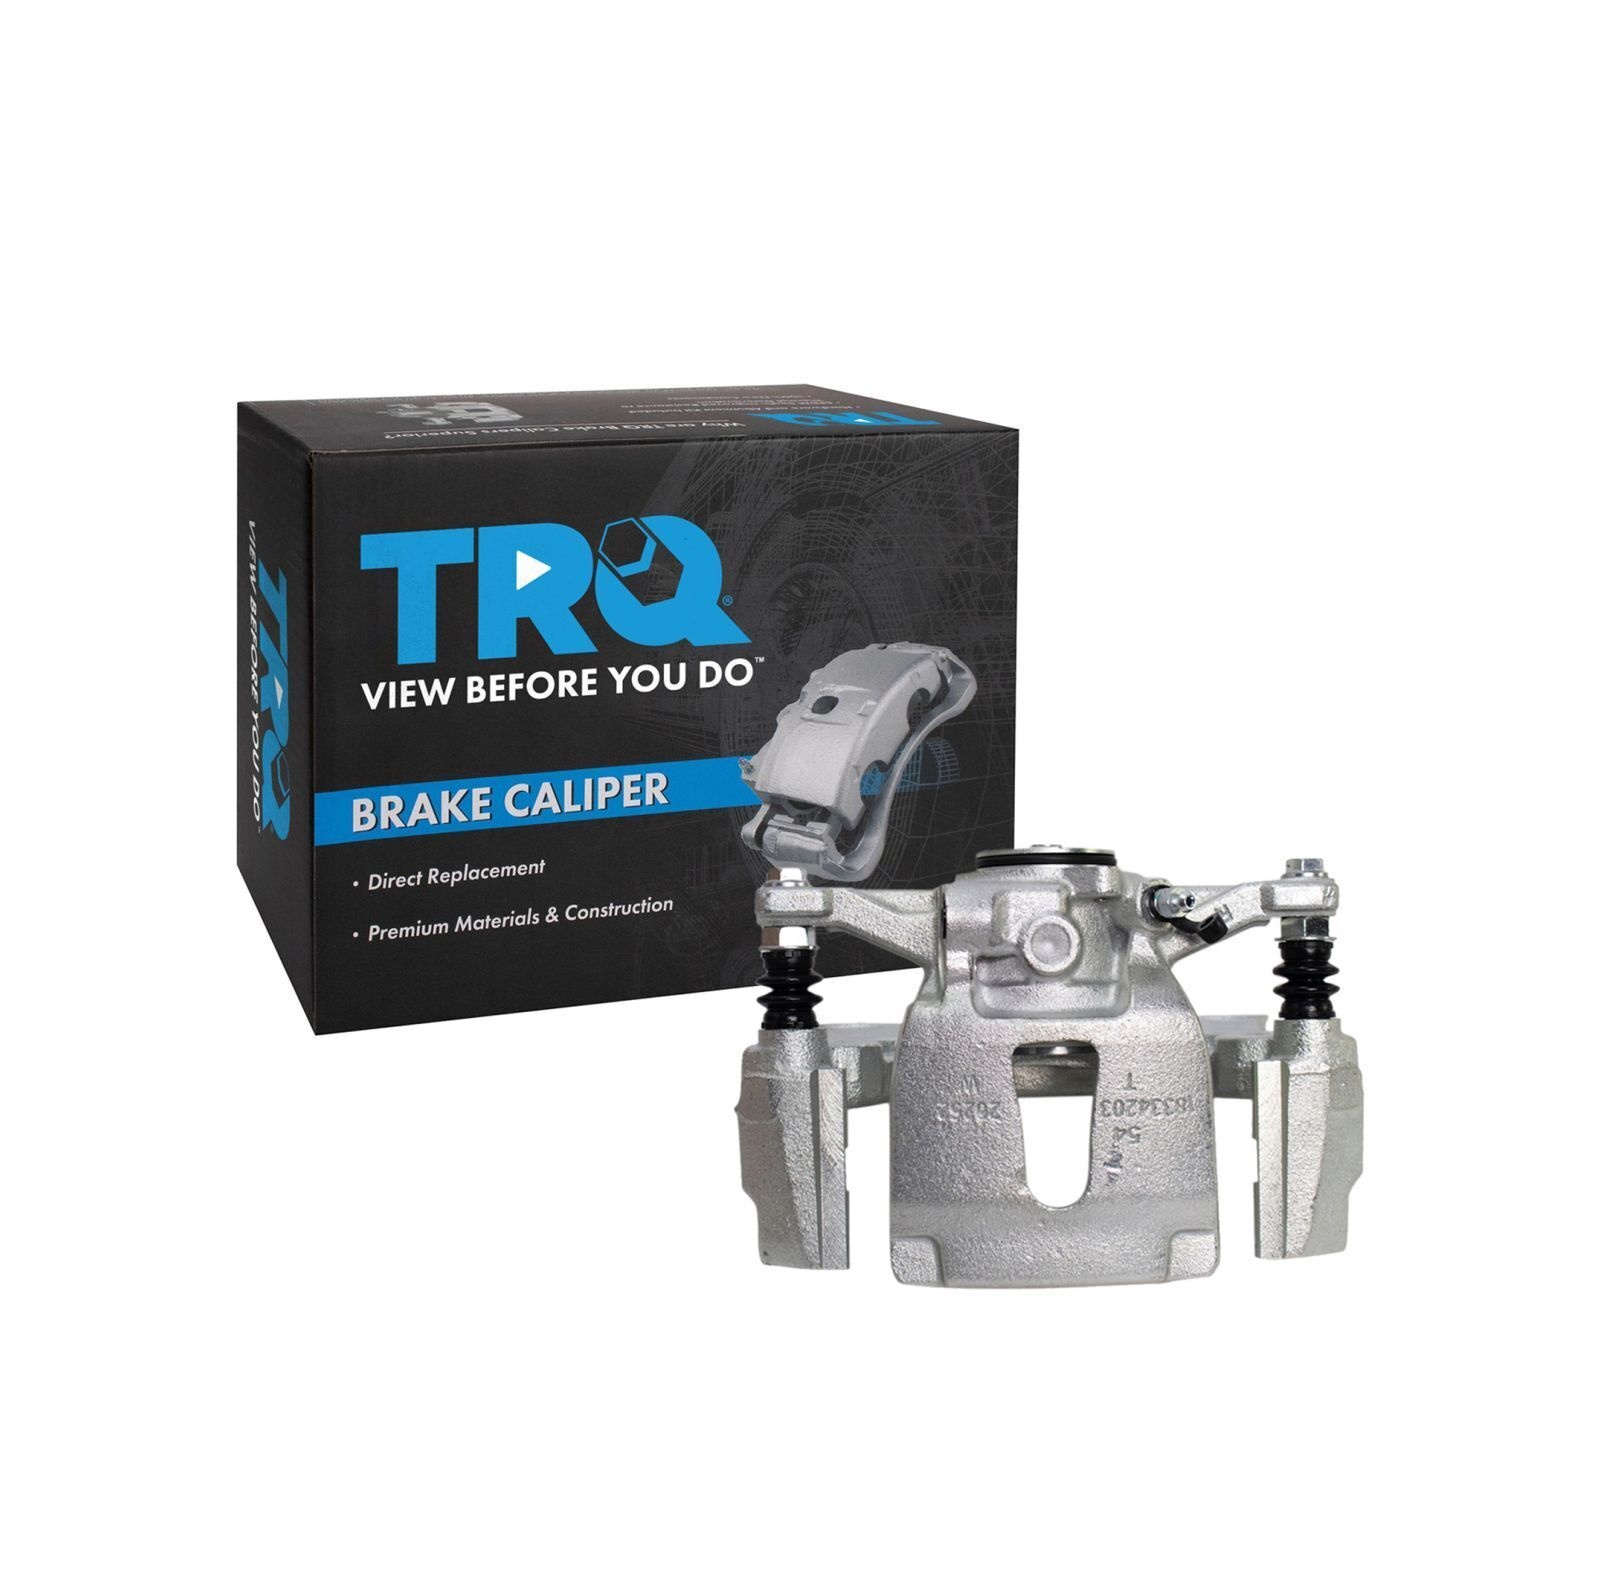 Why are TRQ Brake Calipers Superior?
TRQ
TRQ®
VIEW BEFORE YOU DO™
BRAKE CALIPER
• Direct Replacement
• Premium Materials & Construction
TRQ
VIEW BEFORE YOU DO
18334203
T
54
W